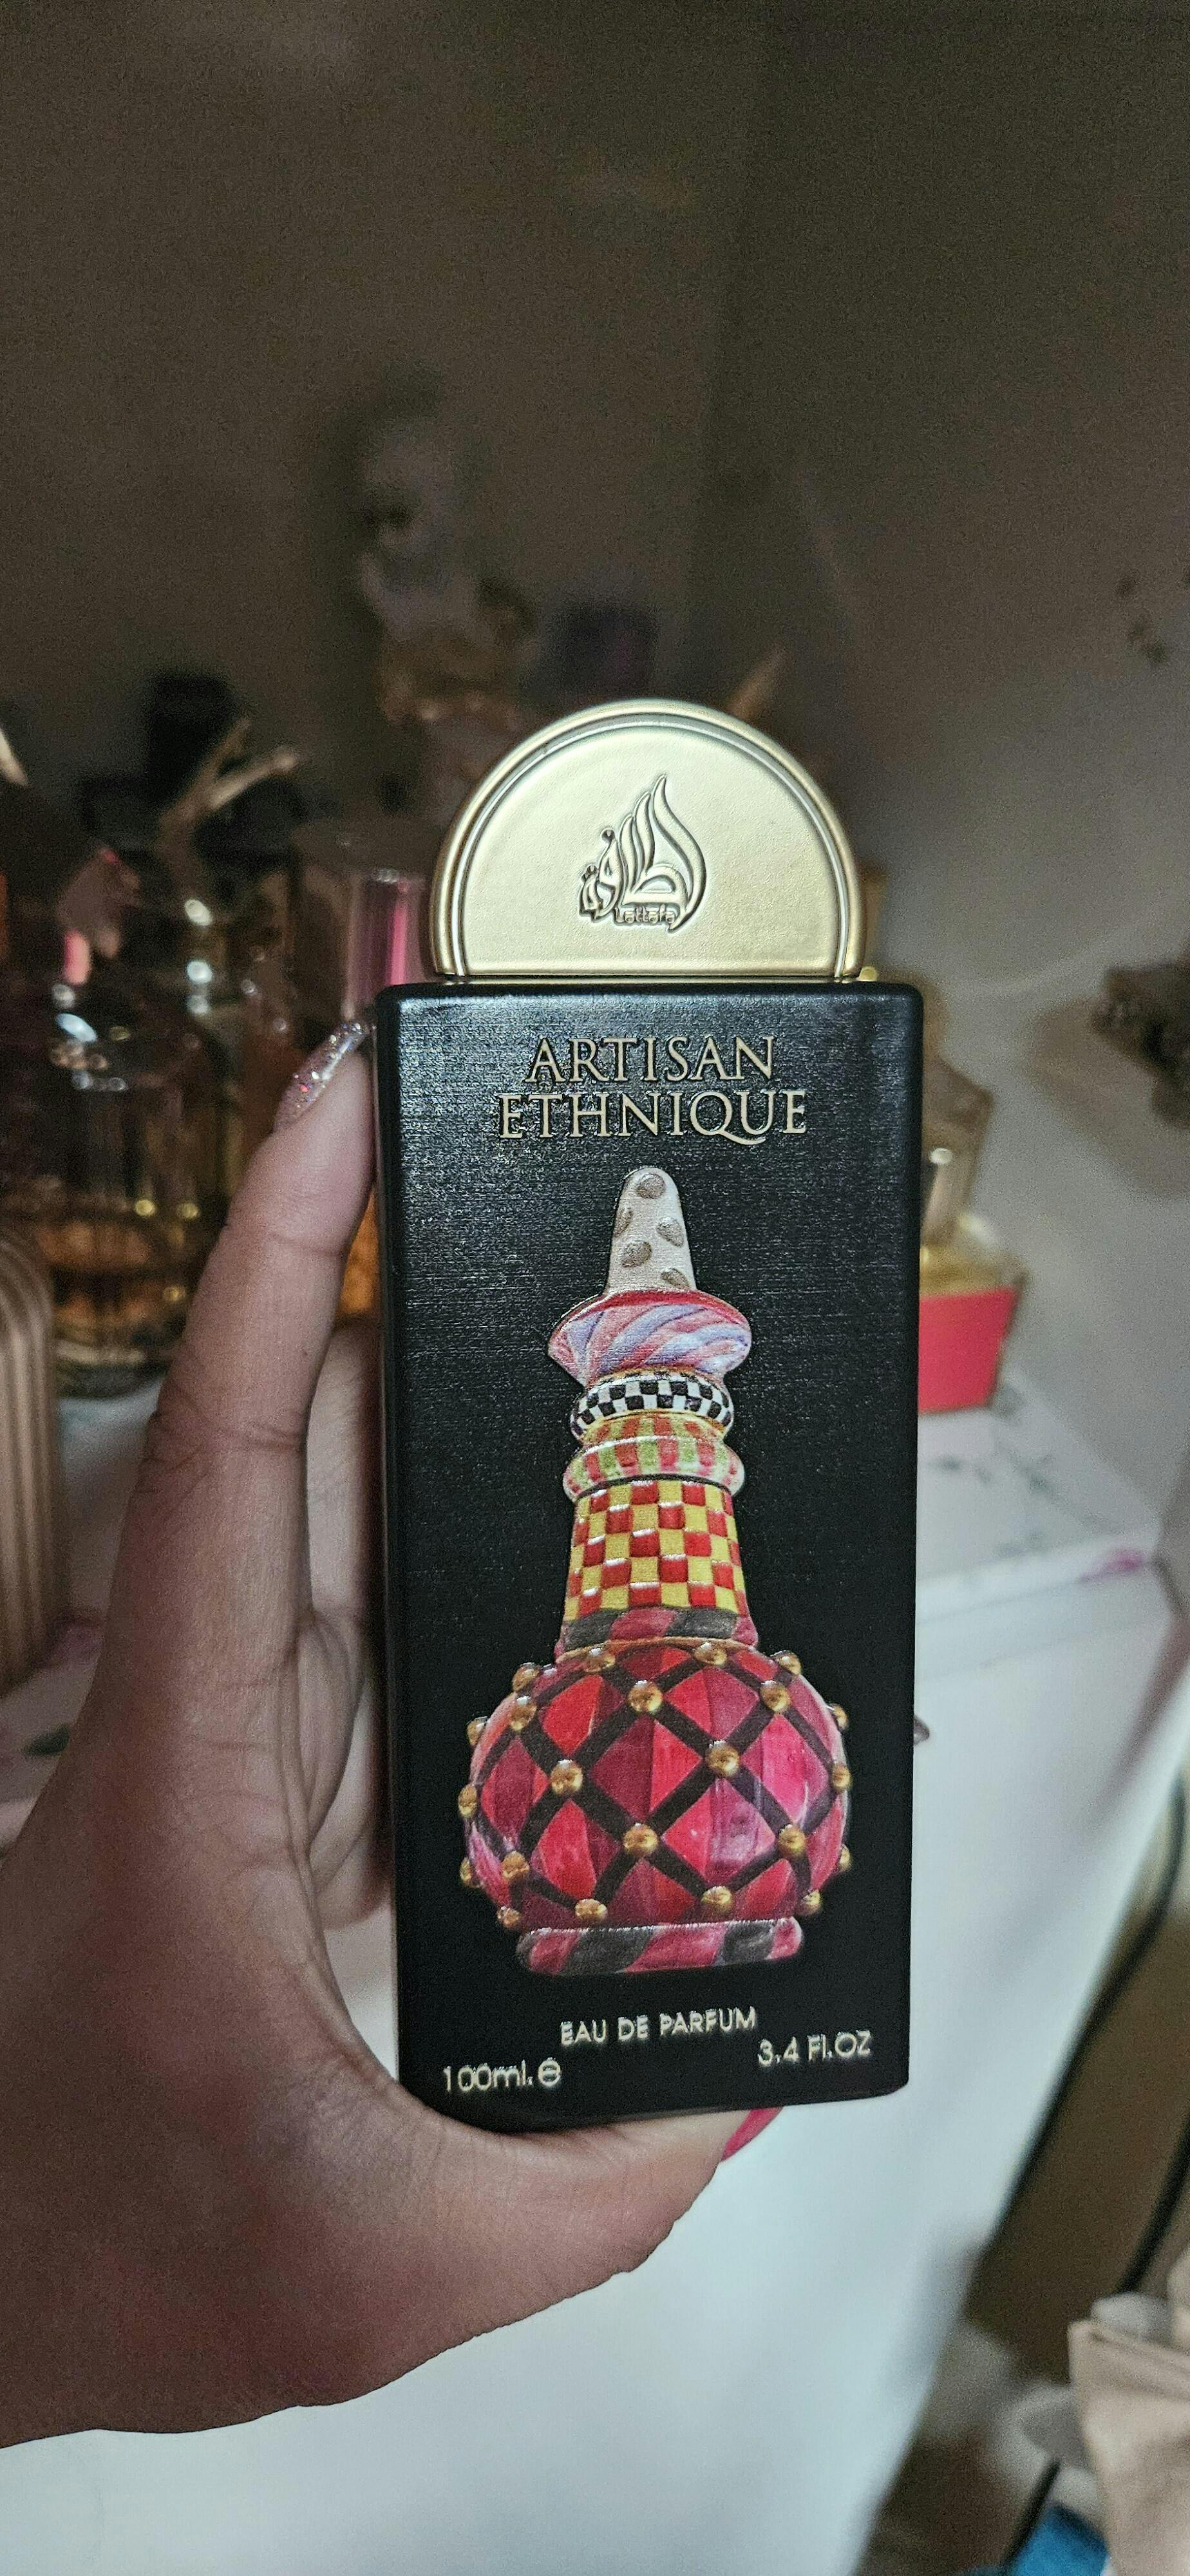 لطافة
Lattafa
ARTISAN
ETHNIQUE
EAU DE PARFUM
100ml.e 3.4 Fl.OZ